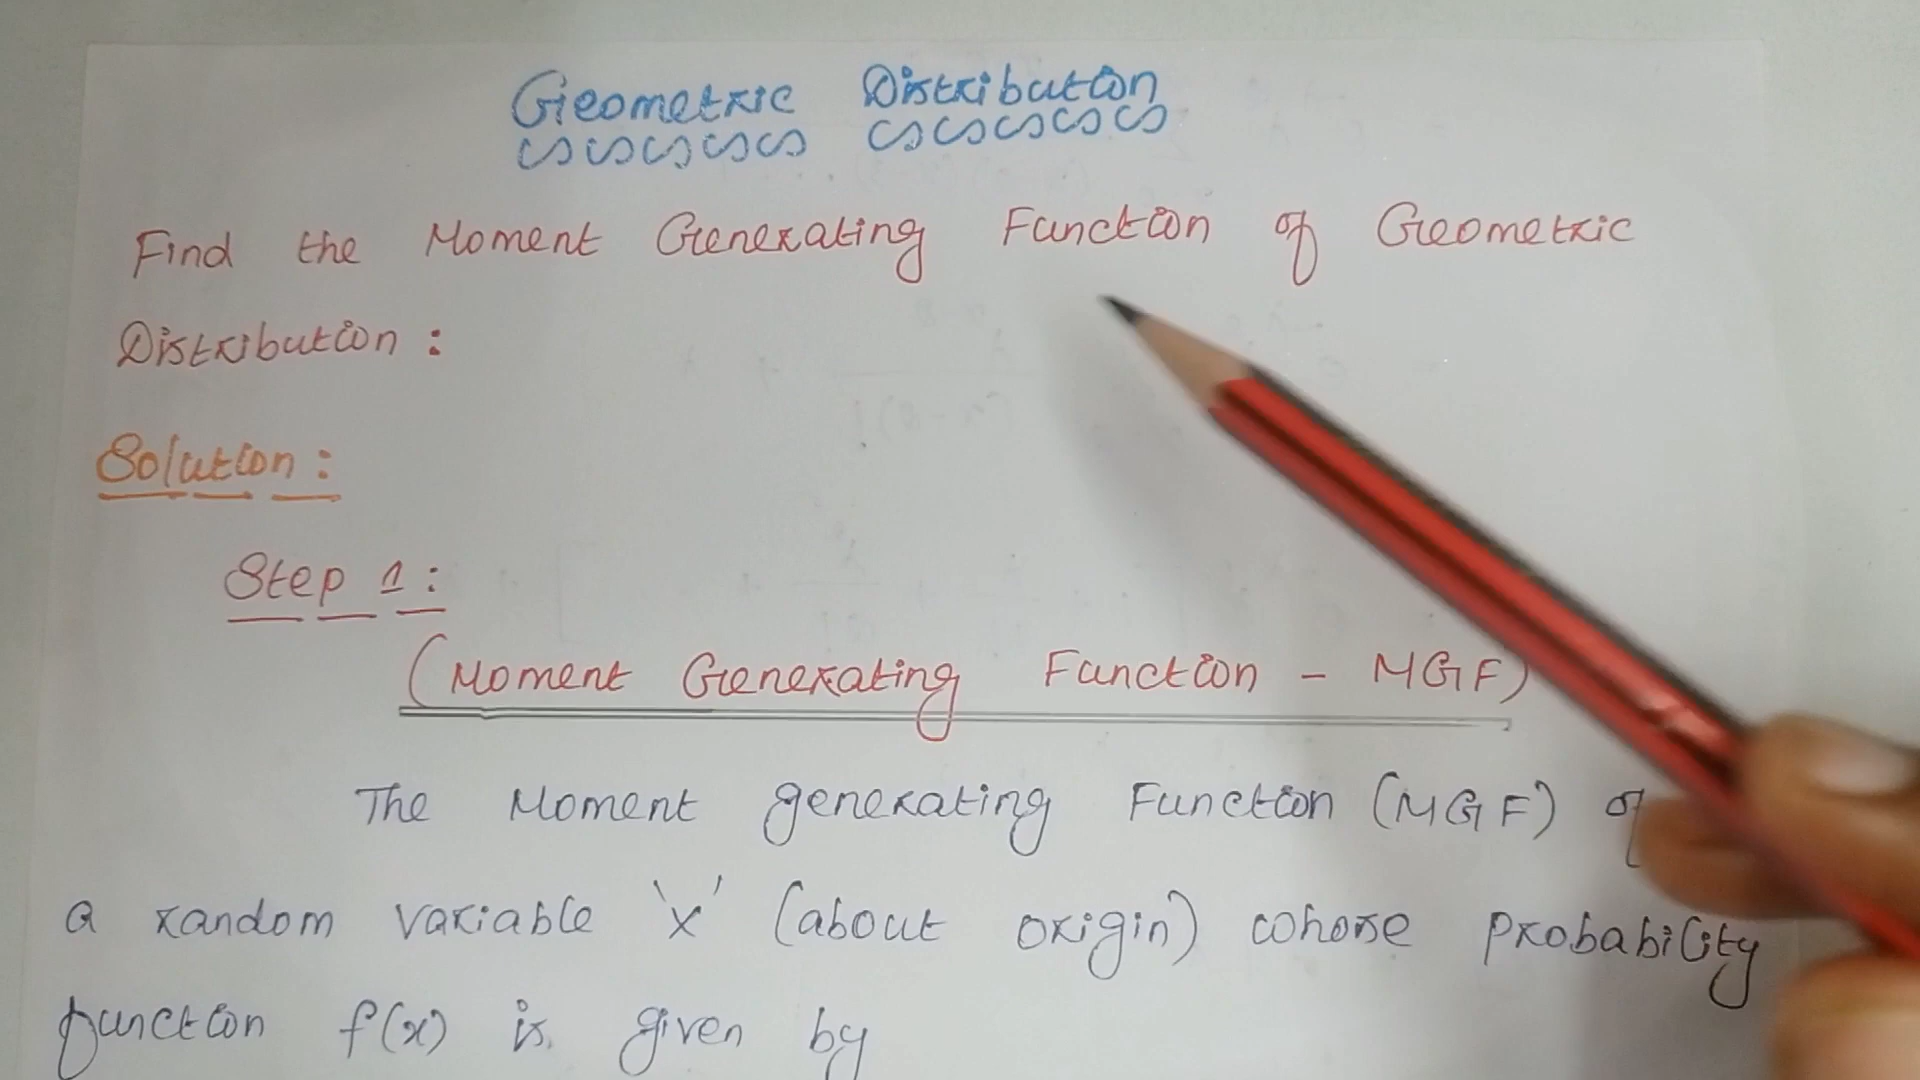 Geometric Distribution
Find the Moment Generating Function of Geometric
Distribution :
Solution :
Step 1 :
(Moment Generating Function - MGF)
The Moment generating Function (MGF) of
a random variable 'x' (about origin) whose probability
function f(x) is given by